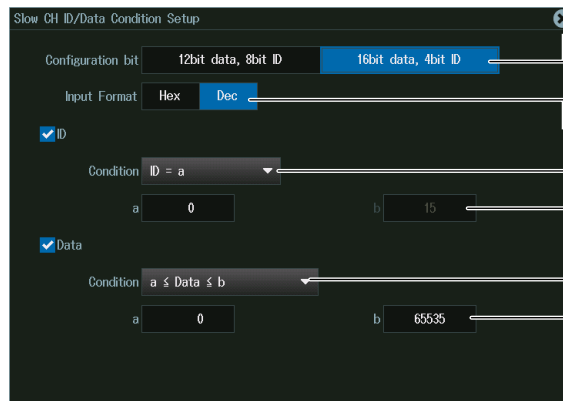 Slow CH ID/Data Condition Setup
Configuration bit 12bit data, 8bit ID 16bit data, 4bit ID
Input Format Hex Dec
ID
Condition ID = a
a 0 b 15
Data
Condition a ≤ Data ≤ b
a 0 b 65535